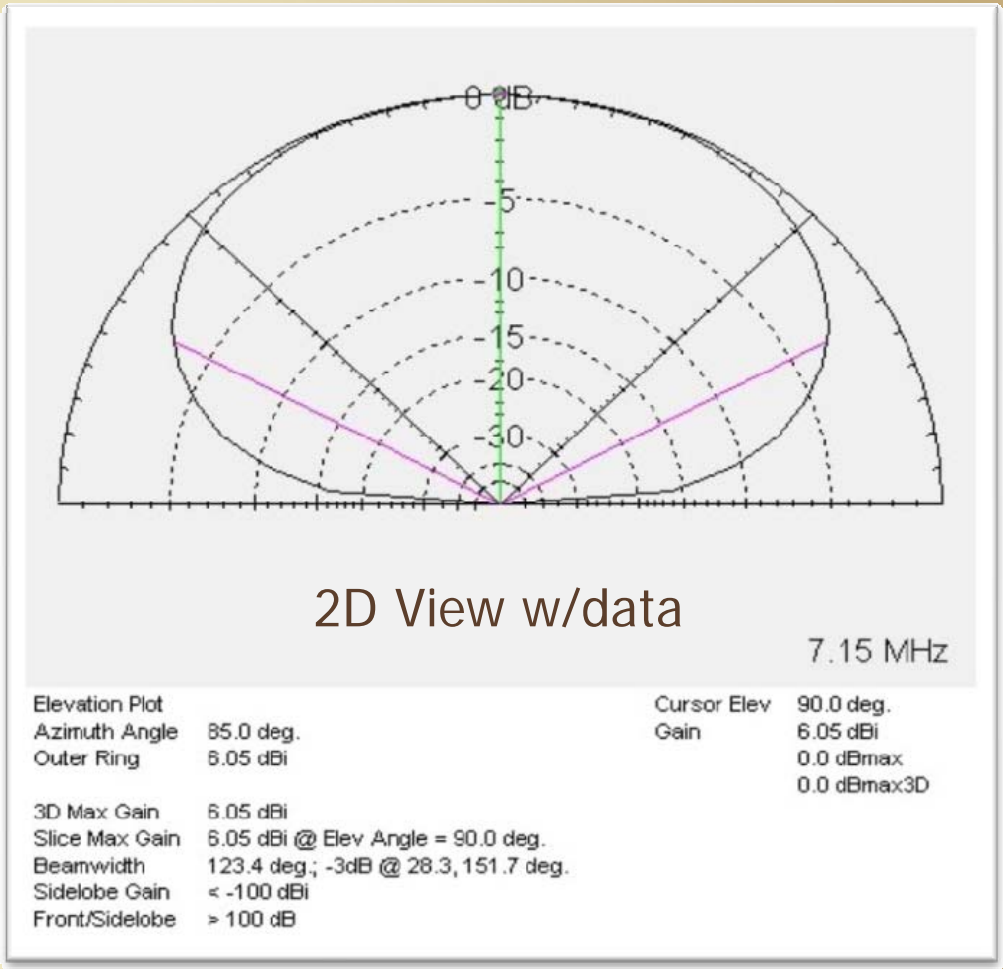 0 dB
-5
-10
-15
-20
-30
2D View w/data
7.15 MHz
Elevation Plot
Azimuth Angle 85.0 deg.
Outer Ring 6.05 dBi
3D Max Gain 6.05 dBi
Slice Max Gain 6.05 dBi @ Elev Angle = 90.0 deg.
Beamwidth 123.4 deg.; -3dB @ 28.3, 151.7 deg.
Sidelobe Gain < -100 dBi
Front/Sidelobe > 100 dB
Cursor Elev 90.0 deg.
Gain 6.05 dBi
0.0 dBmax
0.0 dBmax3D